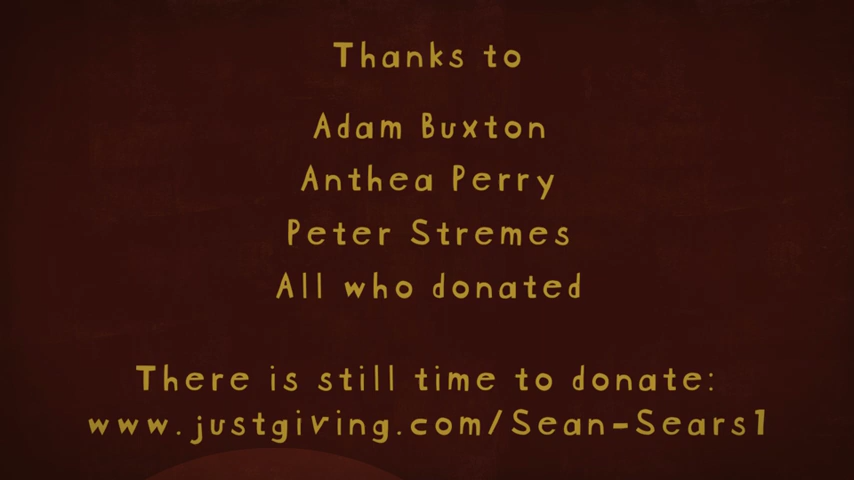 Thanks to
Adam Buxton
Anthea Perry
Peter Stremes
All who donated
There is still time to donate:
www.justgiving.com/Sean-Sears1